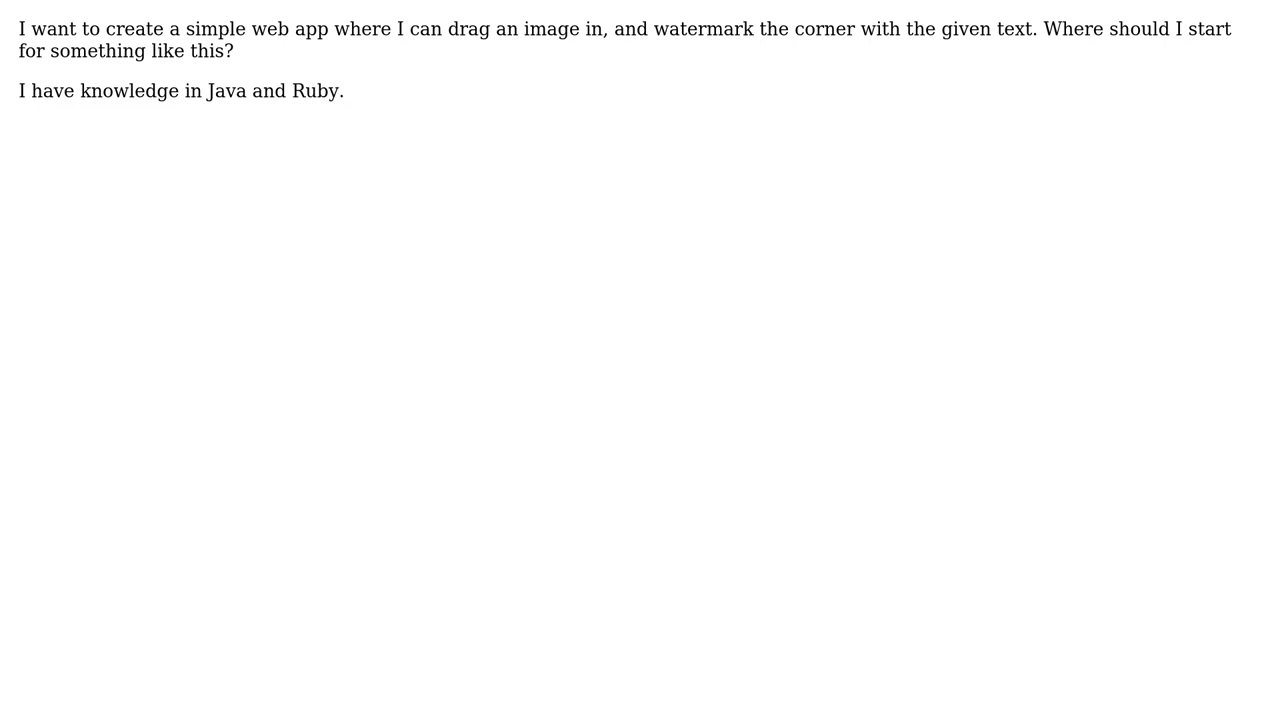 I want to create a simple web app where I can drag an image in, and watermark the corner with the given text. Where should I start
for something like this?
I have knowledge in Java and Ruby.